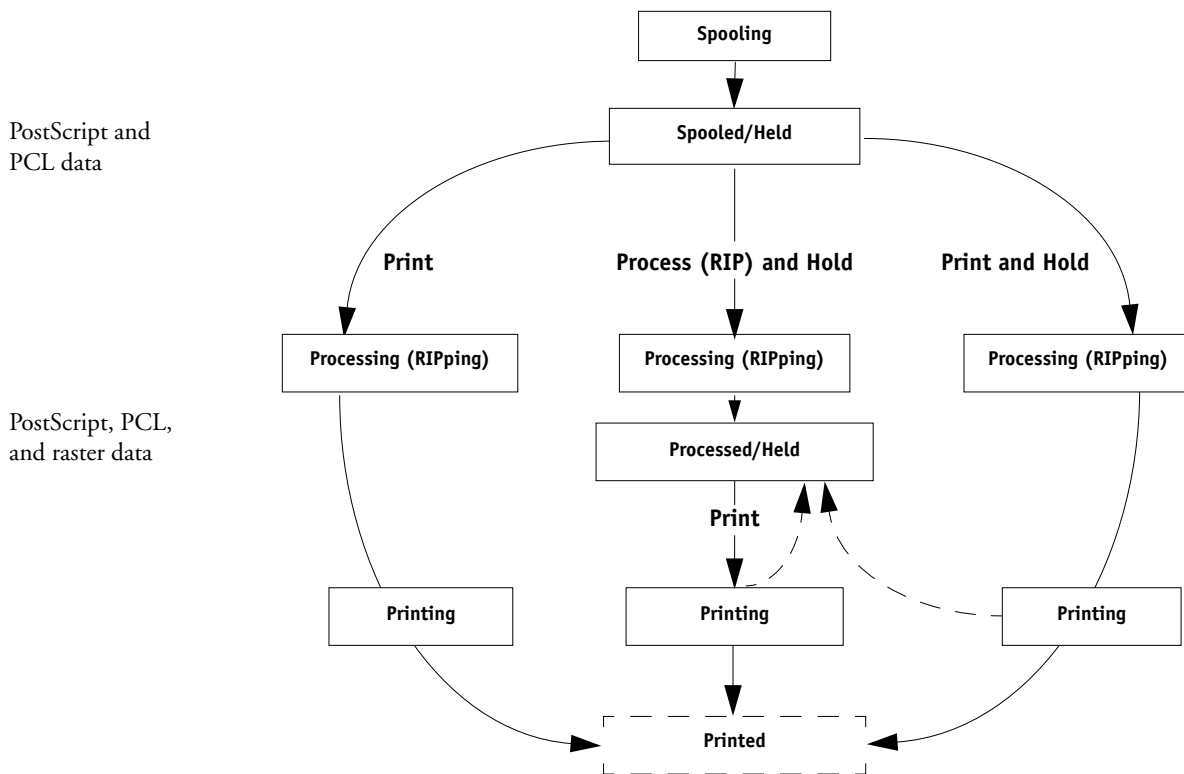 Spooling
PostScript and
PCL data
Spooled/Held
Print
Process (RIP) and Hold
Print and Hold
Processing (RIPping)
Processing (RIPping)
Processing (RIPping)
PostScript, PCL,
and raster data
Processed/Held
Print
Printing
Printing
Printing
Printed